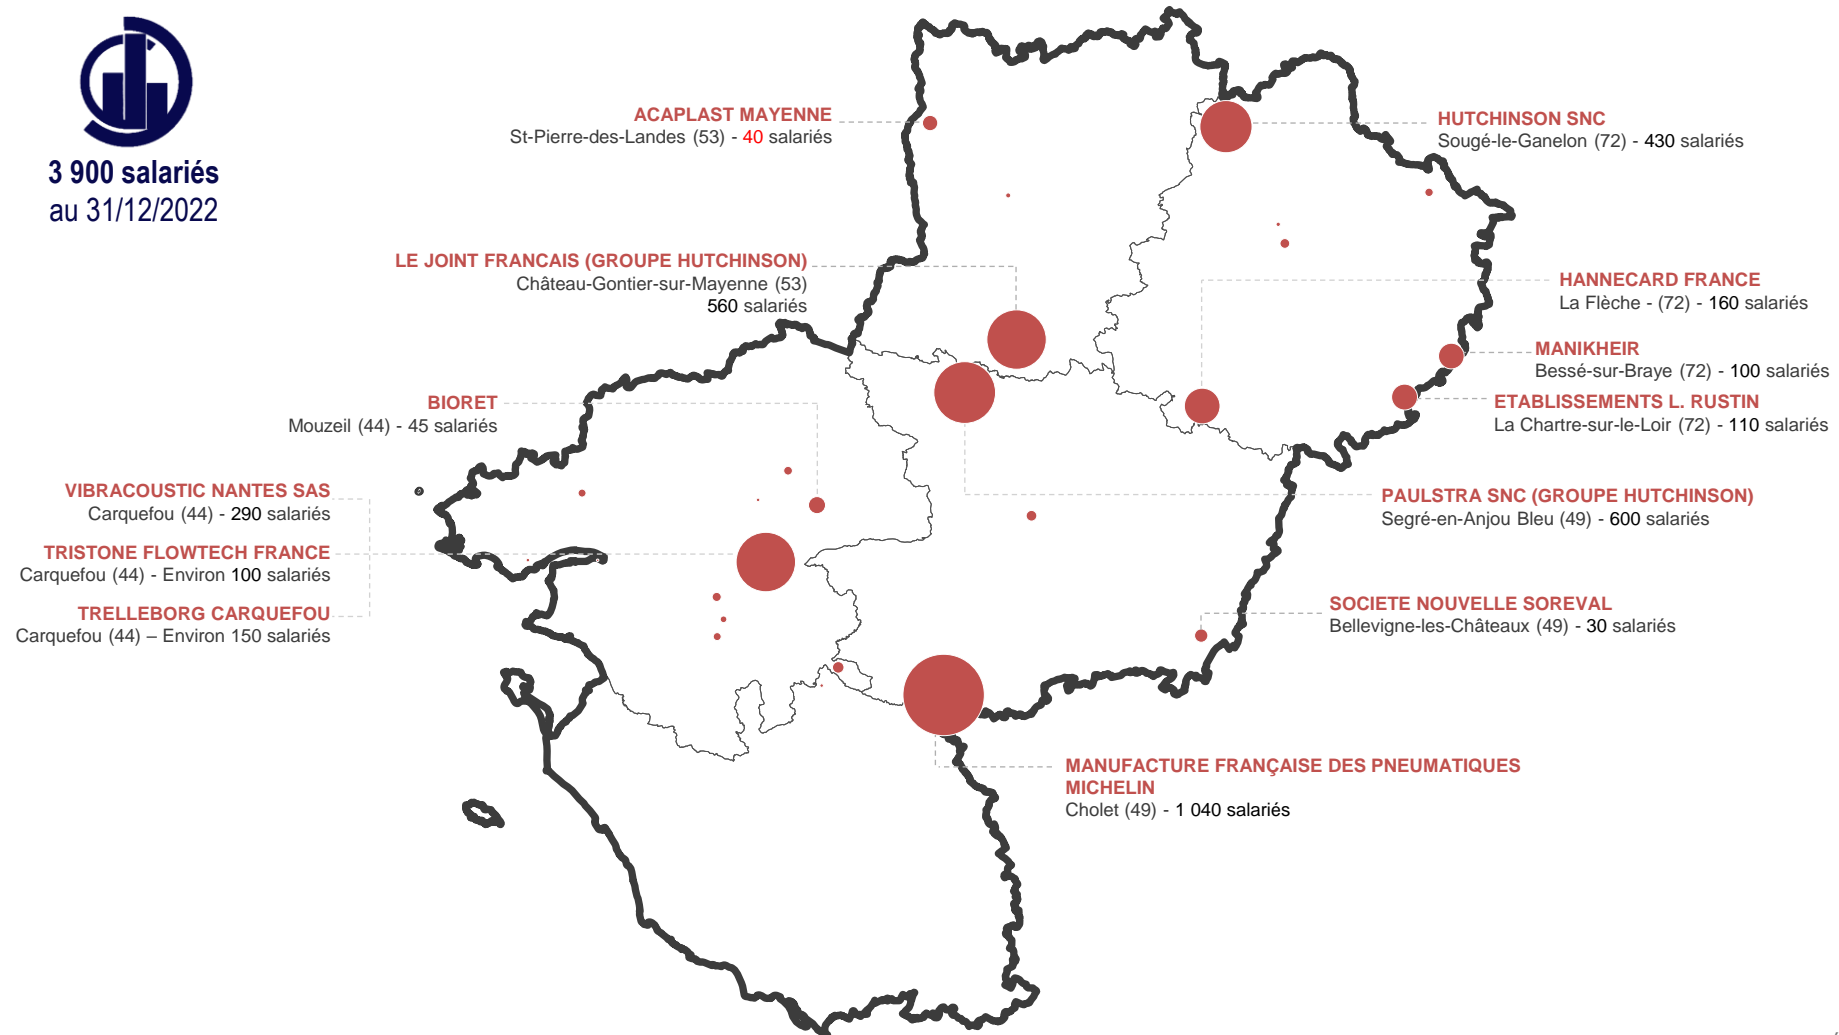 3 900 salariés
au 31/12/2022
ACAPLAST MAYENNE
St-Pierre-des-Landes (53) - 40 salariés
HUTCHINSON SNC
Sougé-le-Ganelon (72) - 430 salariés
LE JOINT FRANCAIS (GROUPE HUTCHINSON)
Château-Gontier-sur-Mayenne (53)
560 salariés
HANNECARD FRANCE
La Flèche - (72) - 160 salariés
MANIKHEIR
Bessé-sur-Braye (72) - 100 salariés
ETABLISSEMENTS L. RUSTIN
La Chartre-sur-le-Loir (72) - 110 salariés
BIORET
Mouzeil (44) - 45 salariés
VIBRACOUSTIC NANTES SAS
Carquefou (44) - 290 salariés
TRISTONE FLOWTECH FRANCE
Carquefou (44) - Environ 100 salariés
TRELLEBORG CARQUEFOU
Carquefou (44) – Environ 150 salariés
PAULSTRA SNC (GROUPE HUTCHINSON)
Segré-en-Anjou Bleu (49) - 600 salariés
SOCIETE NOUVELLE SOREVAL
Bellevigne-les-Châteaux (49) - 30 salariés
MANUFACTURE FRANÇAISE DES PNEUMATIQUES
MICHELIN
Cholet (49) - 1 040 salariés